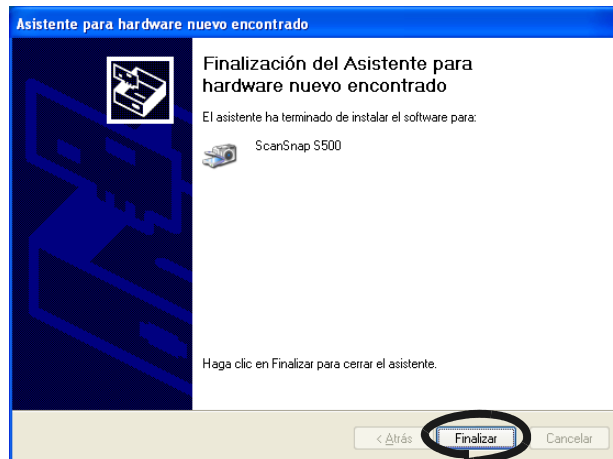 Asistente para hardware nuevo encontrado
Finalización del Asistente para
hardware nuevo encontrado
El asistente ha terminado de instalar el software para:
ScanSnap S500
Haga clic en Finalizar para cerrar el asistente.
< Atrás
Finalizar
Cancelar